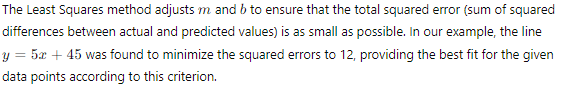 The Least Squares method adjusts m and b to ensure that the total squared error (sum of squared
differences between actual and predicted values) is as small as possible. In our example, the line
y = 5x + 45 was found to minimize the squared errors to 12, providing the best fit for the given
data points according to this criterion.